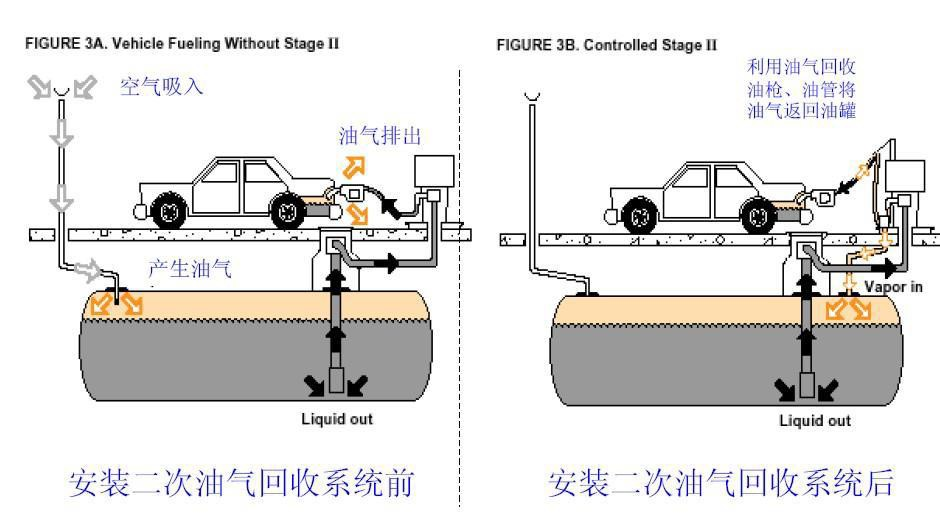 FIGURE 3A. Vehicle Fueling Without Stage II
空气吸入
油气排出
产生油气
Liquid out
安装二次油气回收系统前
FIGURE 3B. Controlled Stage II
利用油气回收
油枪、油管将
油气返回油罐
Vapor in
Liquid out
安装二次油气回收系统后